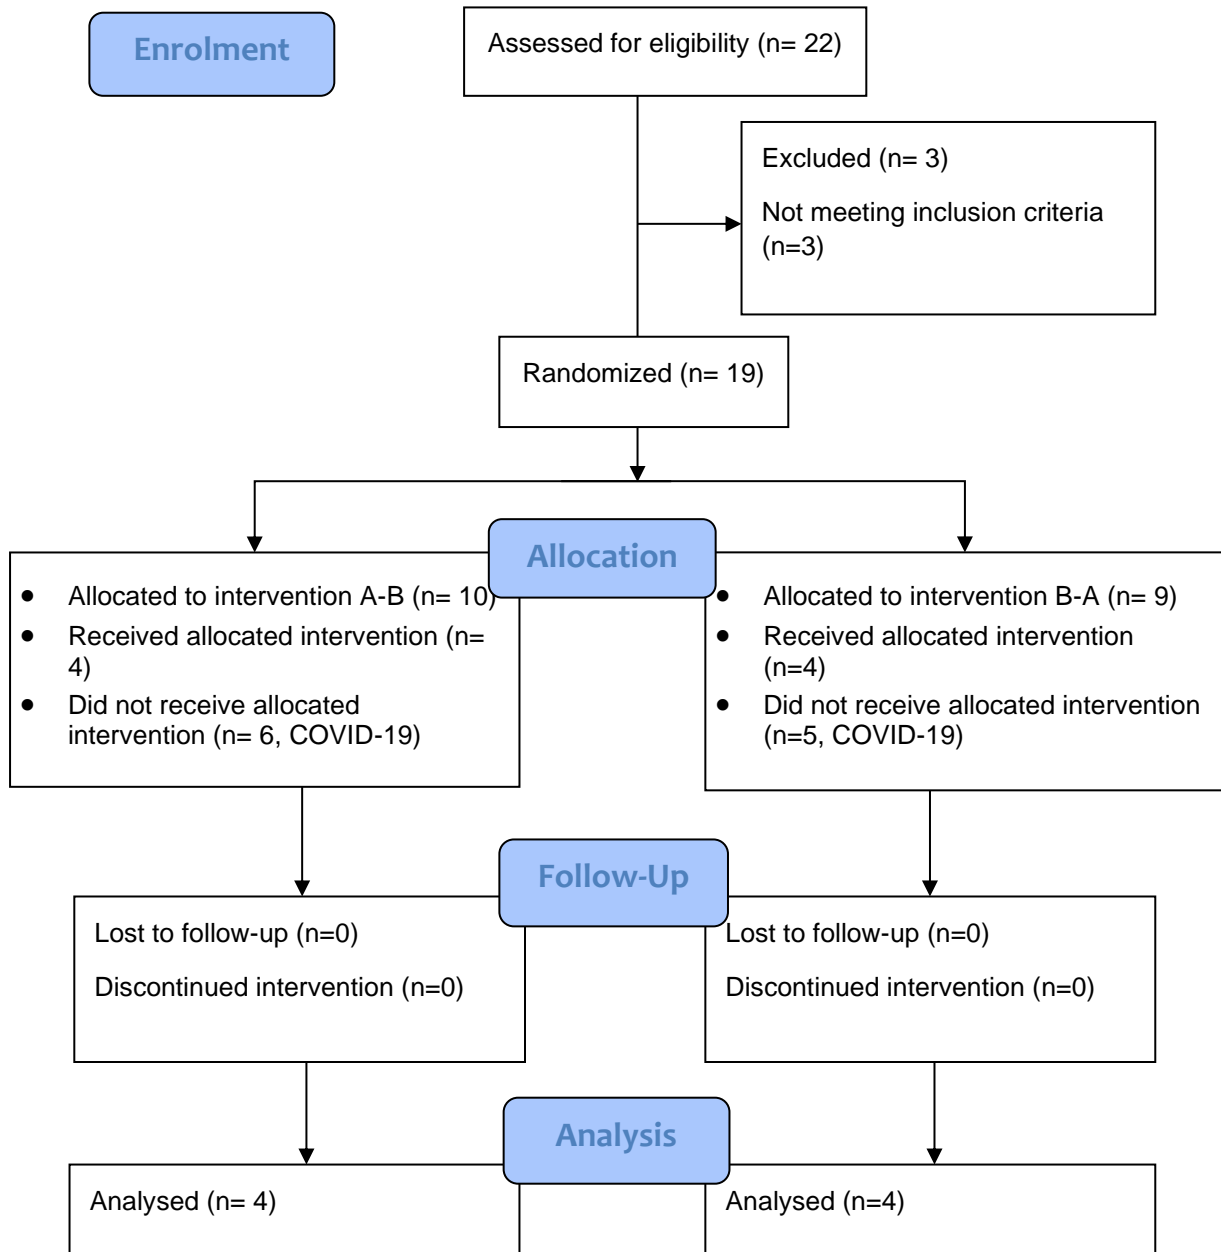 Enrolment
Assessed for eligibility (n= 22)
Excluded (n= 3)
Not meeting inclusion criteria
(n=3)
Randomized (n= 19)
Allocation
● Allocated to intervention A-B (n= 10)
● Received allocated intervention (n=
4)
● Did not receive allocated
intervention (n= 6, COVID-19)
● Allocated to intervention B-A (n= 9)
● Received allocated intervention
(n=4)
● Did not receive allocated intervention
(n=5, COVID-19)
Follow-Up
Lost to follow-up (n=0)
Discontinued intervention (n=0)
Lost to follow-up (n=0)
Discontinued intervention (n=0)
Analysis
Analysed (n= 4)
Analysed (n=4)